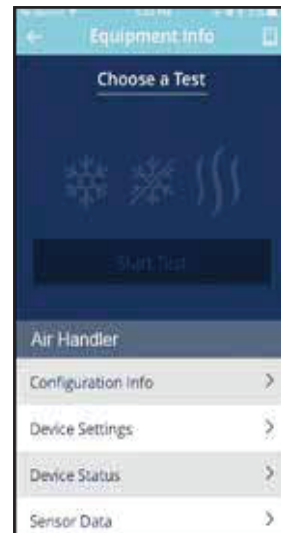 Equipment Info
Choose a Test
Start Test
Air Handler
Configuration Info
Device Settings
Device Status
Sensor Data